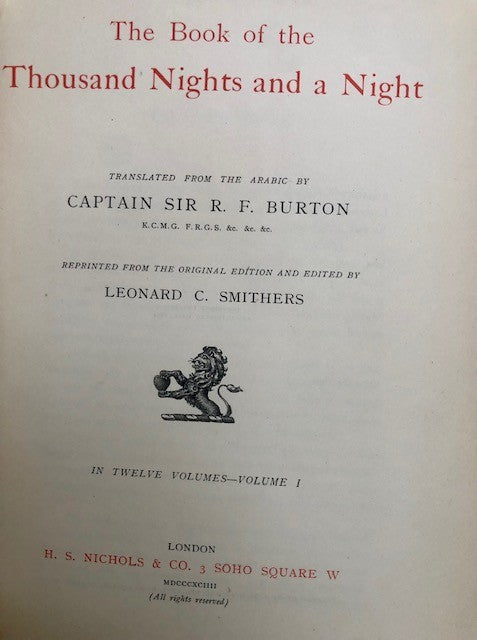 The Book of the
Thousand Nights and a Night
TRANSLATED FROM THE ARABIC BY
CAPTAIN SIR R. F. BURTON
K.C.M.G. F.R.G.S. &c. &c. &c.
REPRINTED FROM THE ORIGINAL EDITION AND EDITED BY
LEONARD C. SMITHERS
IN TWELVE VOLUMES—VOLUME I
LONDON
H. S. NICHOLS & CO. 3 SOHO SQUARE W
MDCCCXCIIII
(All rights reserved)